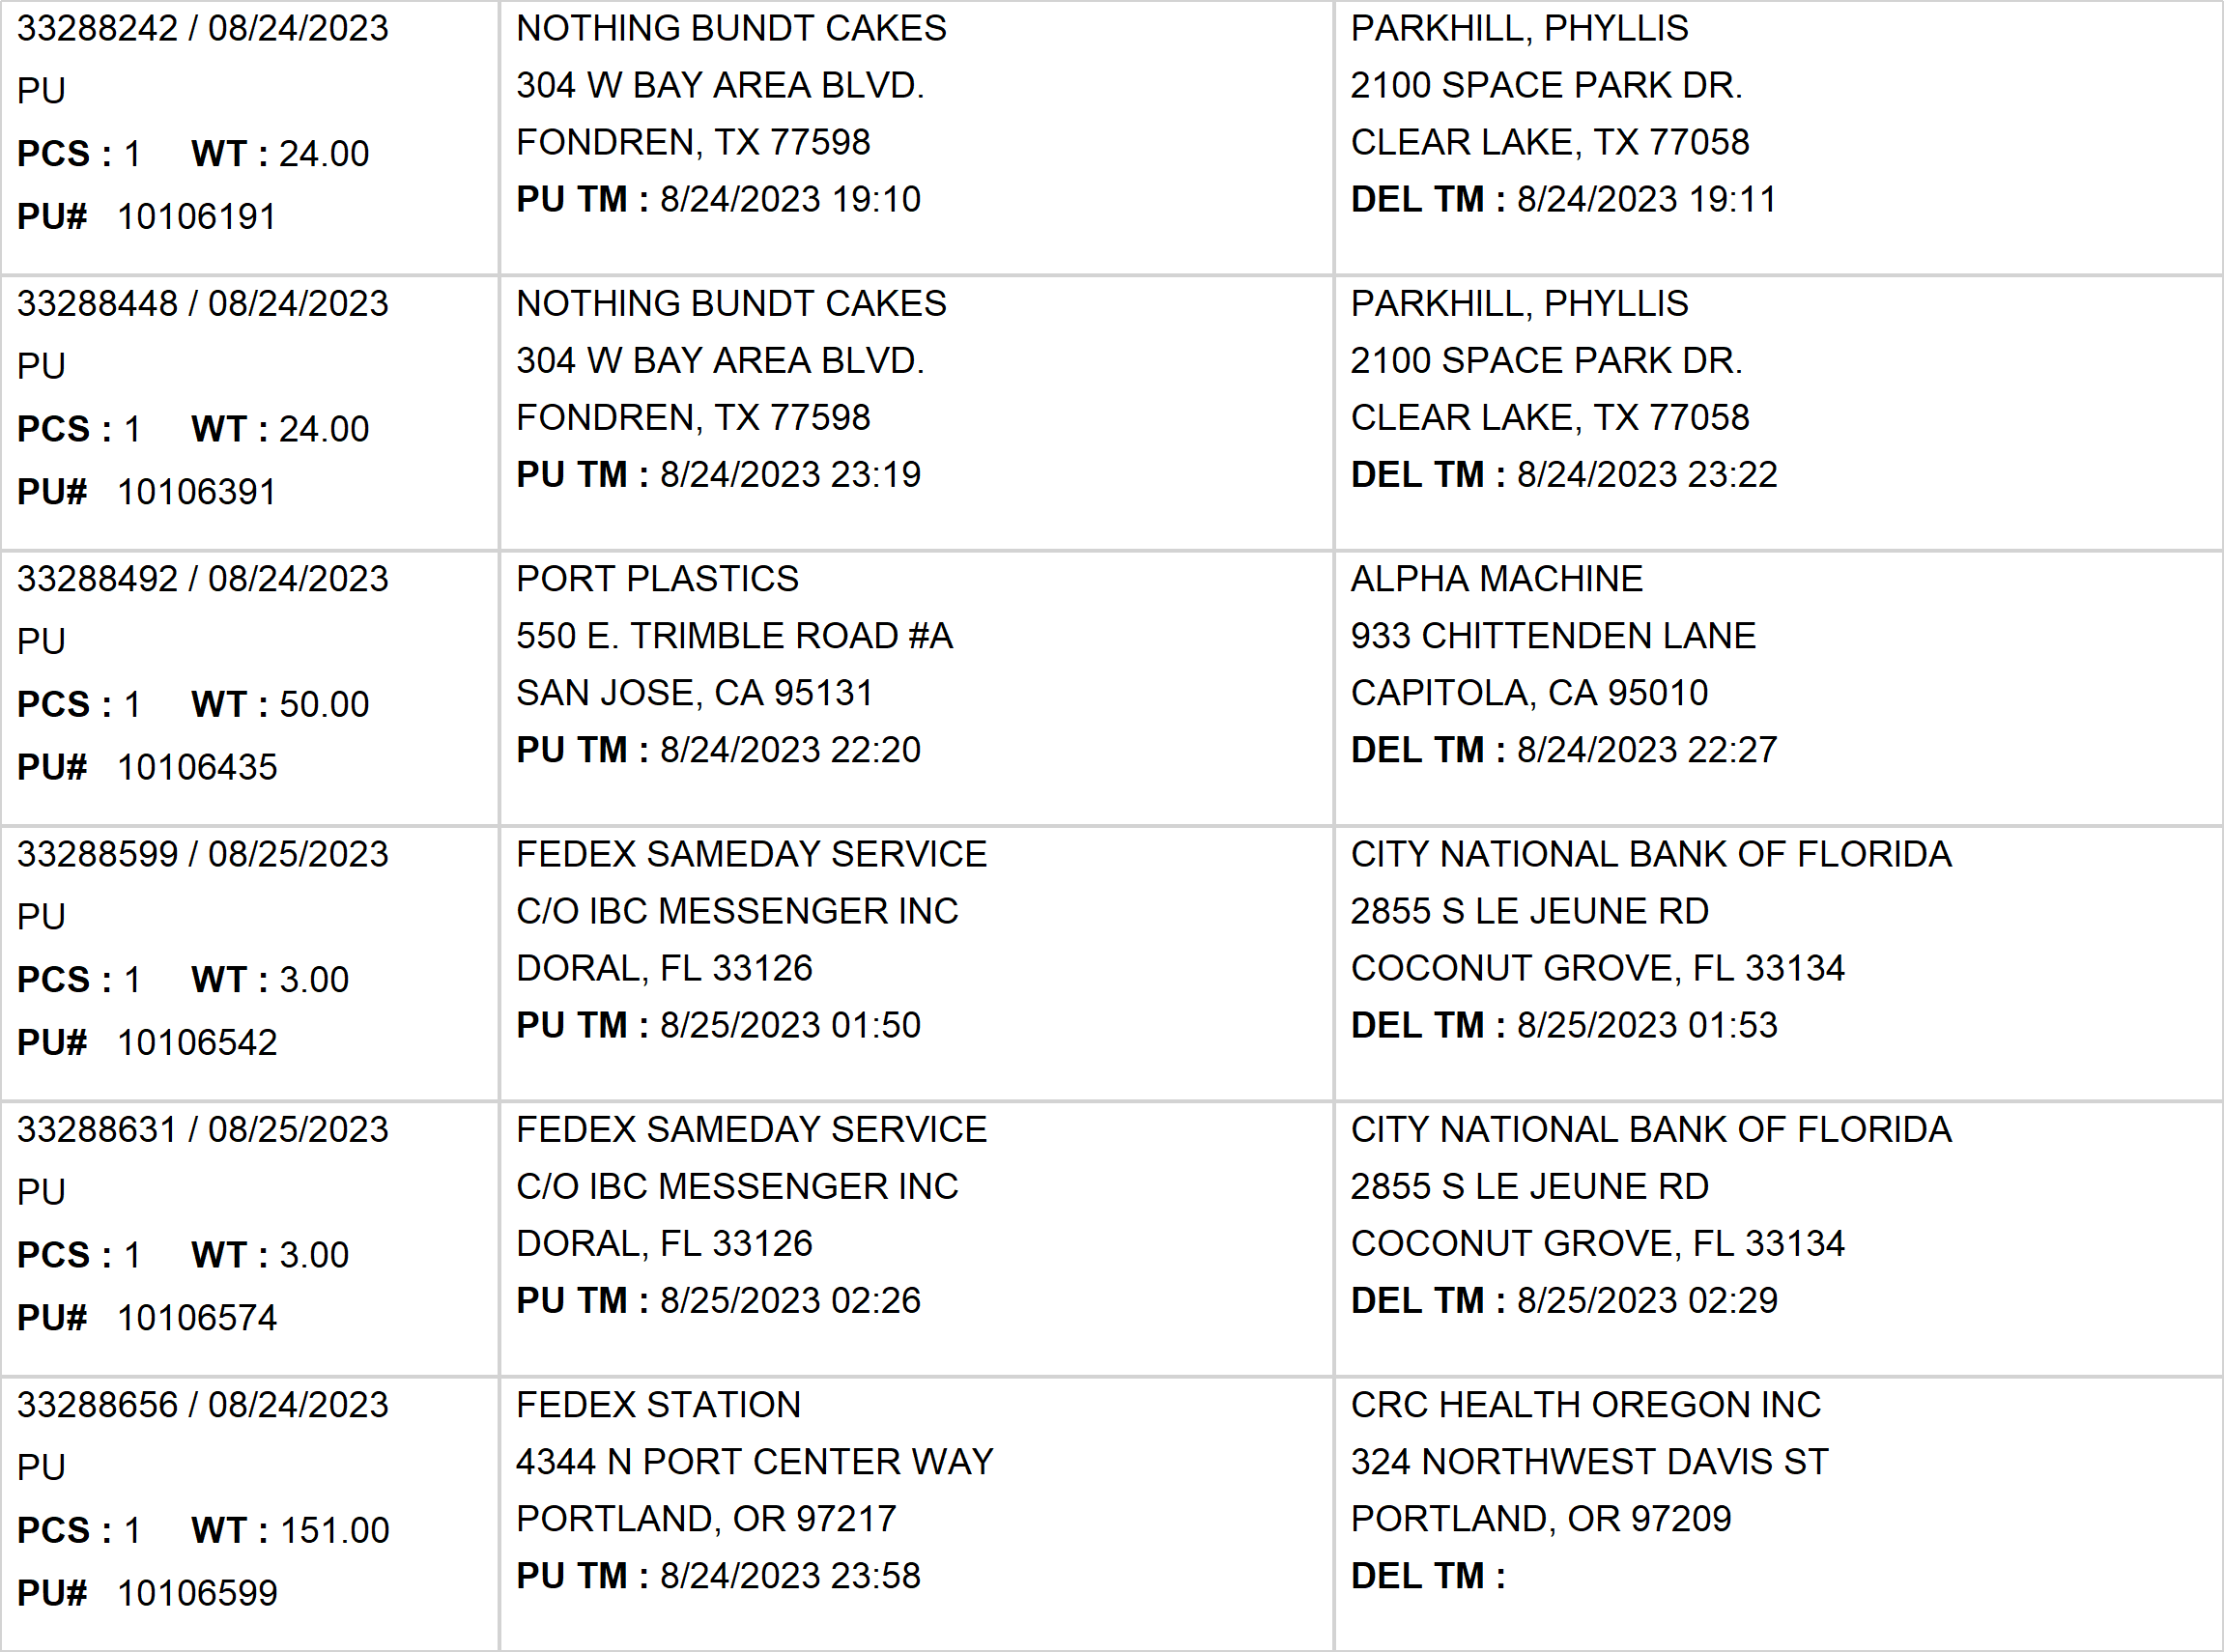 33288242 / 08/24/2023
PU
PCS : 1 WT : 24.00
PU# 10106191
NOTHING BUNDT CAKES
304 W BAY AREA BLVD.
FONDREN, TX 77598
PU TM : 8/24/2023 19:10
PARKHILL, PHYLLIS
2100 SPACE PARK DR.
CLEAR LAKE, TX 77058
DEL TM : 8/24/2023 19:11
33288448 / 08/24/2023
PU
PCS : 1 WT : 24.00
PU# 10106391
NOTHING BUNDT CAKES
304 W BAY AREA BLVD.
FONDREN, TX 77598
PU TM : 8/24/2023 23:19
PARKHILL, PHYLLIS
2100 SPACE PARK DR.
CLEAR LAKE, TX 77058
DEL TM : 8/24/2023 23:22
33288492 / 08/24/2023
PU
PCS : 1 WT : 50.00
PU# 10106435
PORT PLASTICS
550 E. TRIMBLE ROAD #A
SAN JOSE, CA 95131
PU TM : 8/24/2023 22:20
ALPHA MACHINE
933 CHITTENDEN LANE
CAPITOLA, CA 95010
DEL TM : 8/24/2023 22:27
33288599 / 08/25/2023
PU
PCS : 1 WT : 3.00
PU# 10106542
FEDEX SAMEDAY SERVICE
C/O IBC MESSENGER INC
DORAL, FL 33126
PU TM : 8/25/2023 01:50
CITY NATIONAL BANK OF FLORIDA
2855 S LE JEUNE RD
COCONUT GROVE, FL 33134
DEL TM : 8/25/2023 01:53
33288631 / 08/25/2023
PU
PCS : 1 WT : 3.00
PU# 10106574
FEDEX SAMEDAY SERVICE
C/O IBC MESSENGER INC
DORAL, FL 33126
PU TM : 8/25/2023 02:26
CITY NATIONAL BANK OF FLORIDA
2855 S LE JEUNE RD
COCONUT GROVE, FL 33134
DEL TM : 8/25/2023 02:29
33288656 / 08/24/2023
PU
PCS : 1 WT : 151.00
PU# 10106599
FEDEX STATION
4344 N PORT CENTER WAY
PORTLAND, OR 97217
PU TM : 8/24/2023 23:58
CRC HEALTH OREGON INC
324 NORTHWEST DAVIS ST
PORTLAND, OR 97209
DEL TM :